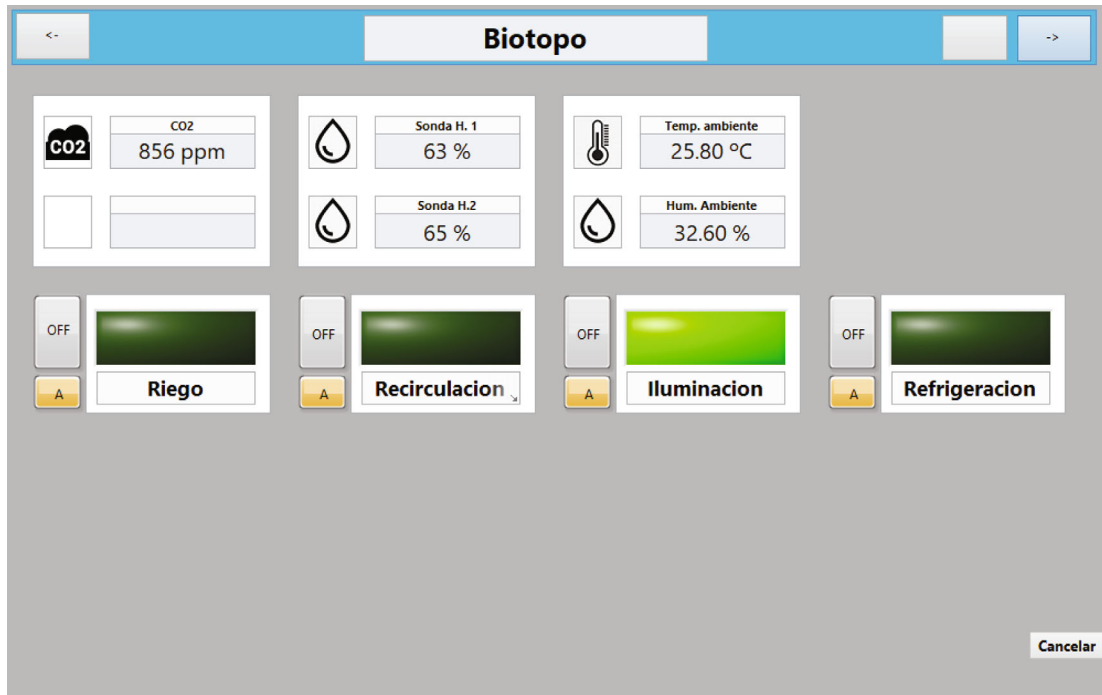 <-
Biotopo
->
CO2
CO2
856 ppm
Sonda H. 1
63 %
Sonda H.2
65 %
Temp. ambiente
25.80 ºC
Hum. Ambiente
32.60 %
OFF
A
Riego
OFF
A
Recirculacion
OFF
A
Iluminacion
OFF
A
Refrigeracion
Cancelar